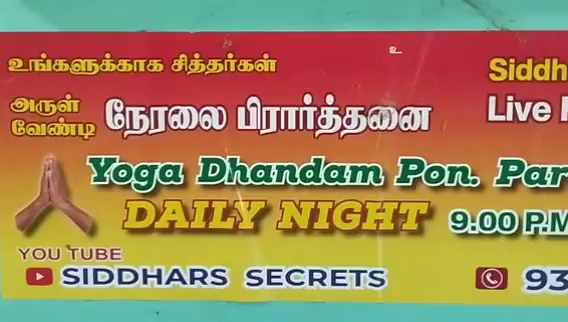 உ
உங்களுக்காக சித்தர்கள்
Siddh
அருள் வேண்டி நேரலை பிரார்த்தனை
Live
Yoga Dhandam Pon. Par
DAILY NIGHT 9.00 P.M
YOU TUBE
SIDDHARS SECRETS
93